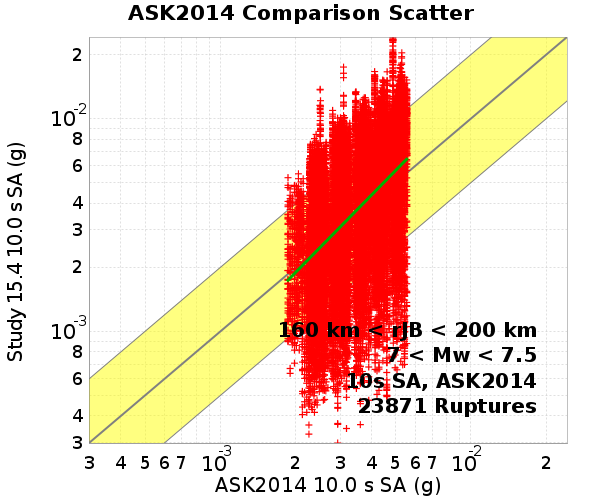 ASK2014 Comparison Scatter
Study 15.4 10.0 s SA (g)
2
10-2
8
6
4
3
2
10-3
8
6
4
3
160 km < rJB < 200 km
7 < Mw < 7.5
10s SA, ASK2014
23871 Ruptures
3 4 5 6 7 10-3 2 3 4 5 6 7 10-2 2
ASK2014 10.0 s SA (g)